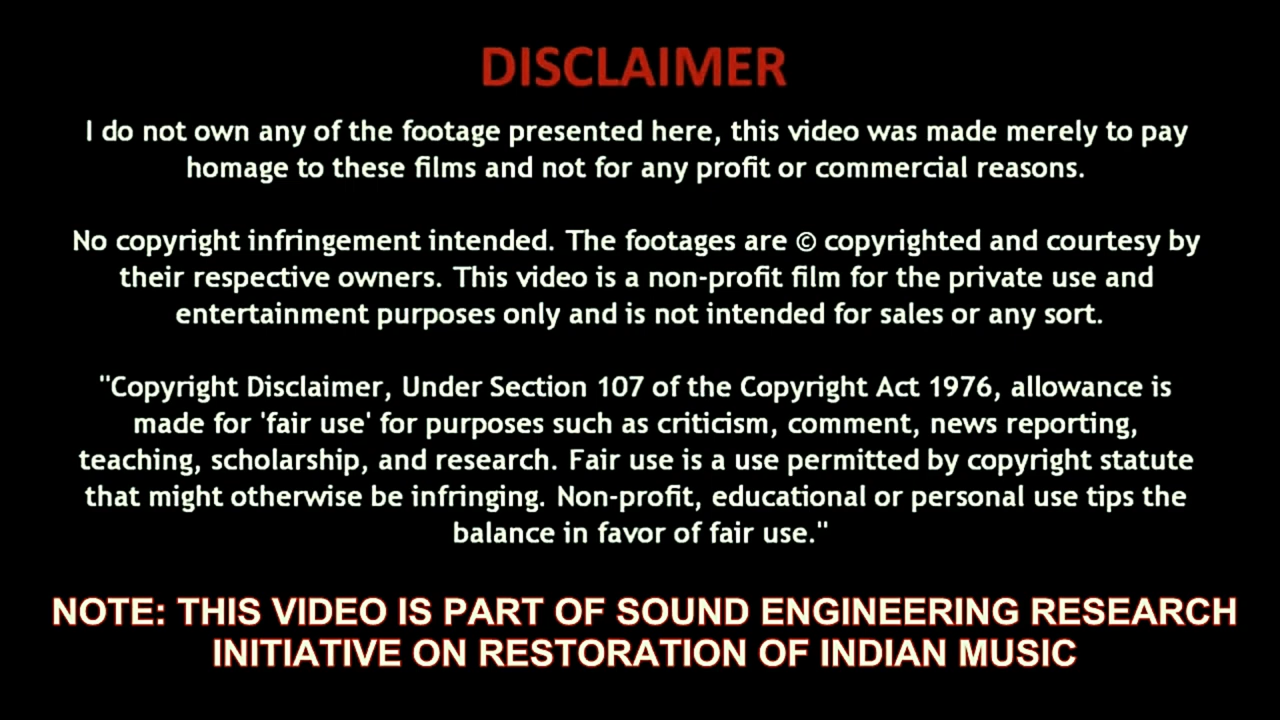 DISCLAIMER
I do not own any of the footage presented here, this video was made merely to pay
homage to these films and not for any profit or commercial reasons.
No copyright infringement intended. The footages are © copyrighted and courtesy by
their respective owners. This video is a non-profit film for the private use and
entertainment purposes only and is not intended for sales or any sort.
"Copyright Disclaimer, Under Section 107 of the Copyright Act 1976, allowance is
made for 'fair use' for purposes such as criticism, comment, news reporting,
teaching, scholarship, and research. Fair use is a use permitted by copyright statute
that might otherwise be infringing. Non-profit, educational or personal use tips the
balance in favor of fair use."
NOTE: THIS VIDEO IS PART OF SOUND ENGINEERING RESEARCH
INITIATIVE ON RESTORATION OF INDIAN MUSIC